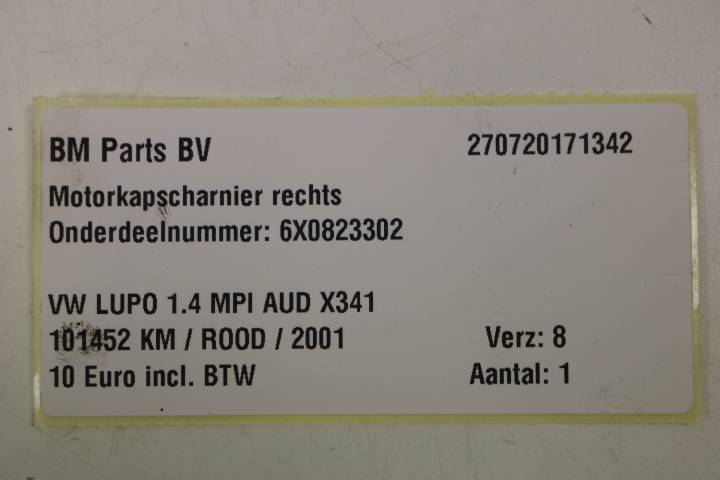 BM Parts BV 270720171342
Motorkapscharnier rechts
Onderdeelnummer: 6X0823302
VW LUPO 1.4 MPI AUD X341
101452 KM / ROOD / 2001 Verz: 8
10 Euro incl. BTW Aantal: 1